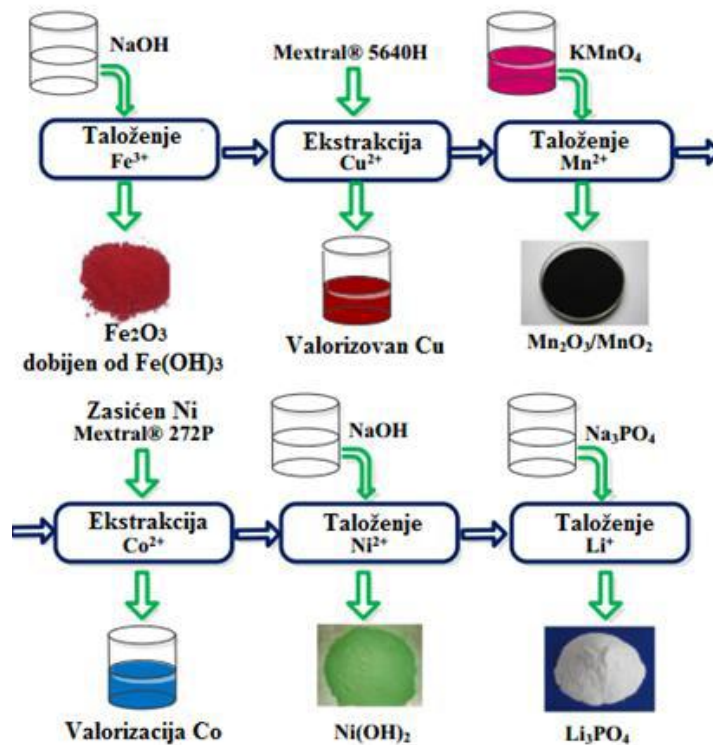 NaOH
Mextral® 5640H
KMnO₄
Taloženje
Fe³⁺
Ekstrakcija
Cu²⁺
Taloženje
Mn²⁺
Fe₂O₃
dobijen od Fe(OH)₃
Valorizovan Cu
Mn₂O₃/MnO₂
Zasićen Ni
Mextral® 272P
NaOH
Na₃PO₄
Ekstrakcija
Co²⁺
Taloženje
Ni²⁺
Taloženje
Li⁺
Valorizacija Co
Ni(OH)₂
Li₃PO₄